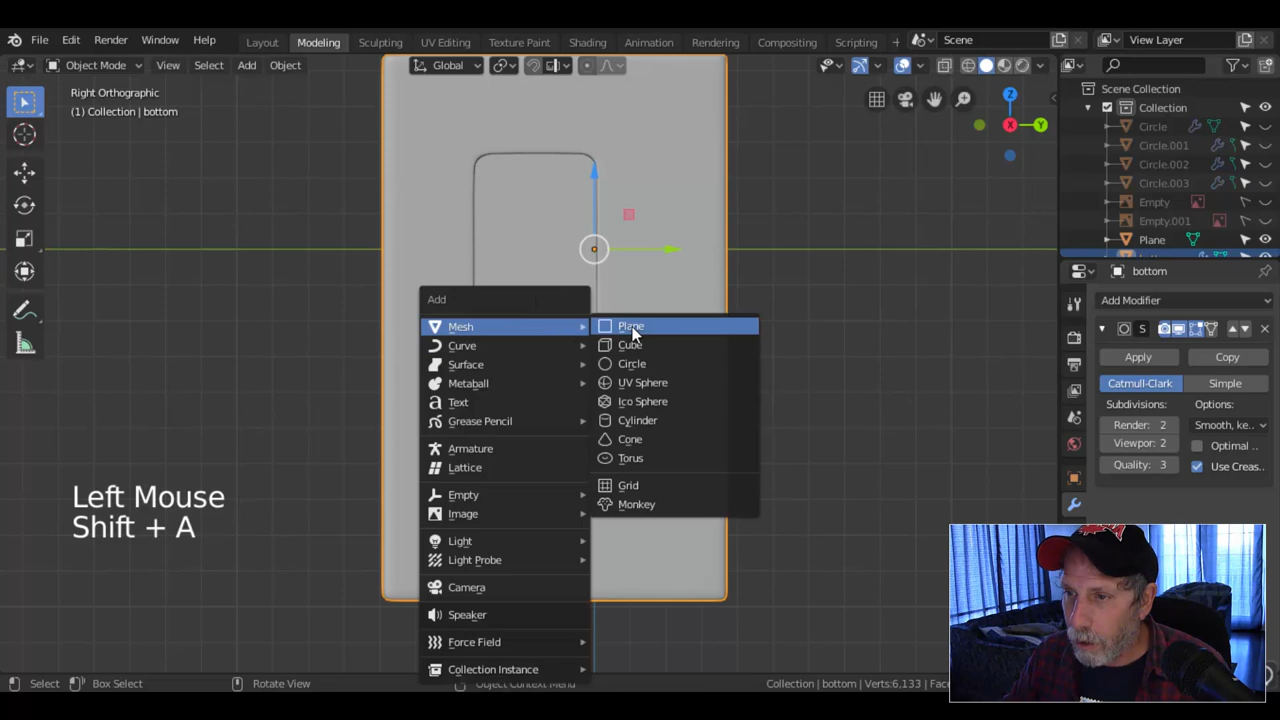 File Edit Render Window Help Layout Modeling Sculpting UV Editing Texture Paint Shading Animation Rendering Compositing Scripting + Scene View Layer
Object Mode View Select Add Object Global
Right Orthographic
(1) Collection | bottom
X
Y
Z
Scene Collection
Collection
Circle
Circle.001
Circle.002
Circle.003
Empty
Empty.001
Plane
bottom
Add Modifier
S
Apply Copy
Catmull-Clark Simple
Subdivisions: Options:
Render: 2 Smooth, ke...
Viewpor: 2 Optimal ..
Quality: 3 Use Creas..
Add
Mesh
Curve
Surface
Metaball
Text
Grease Pencil
Armature
Lattice
Empty
Image
Light
Light Probe
Camera
Speaker
Force Field
Collection Instance
Plane
Cube
Circle
UV Sphere
Ico Sphere
Cylinder
Cone
Torus
Grid
Monkey
Left Mouse
Shift + A
Select Box Select Rotate View Object Context Menu Collection | bottom | Verts:6,133 |